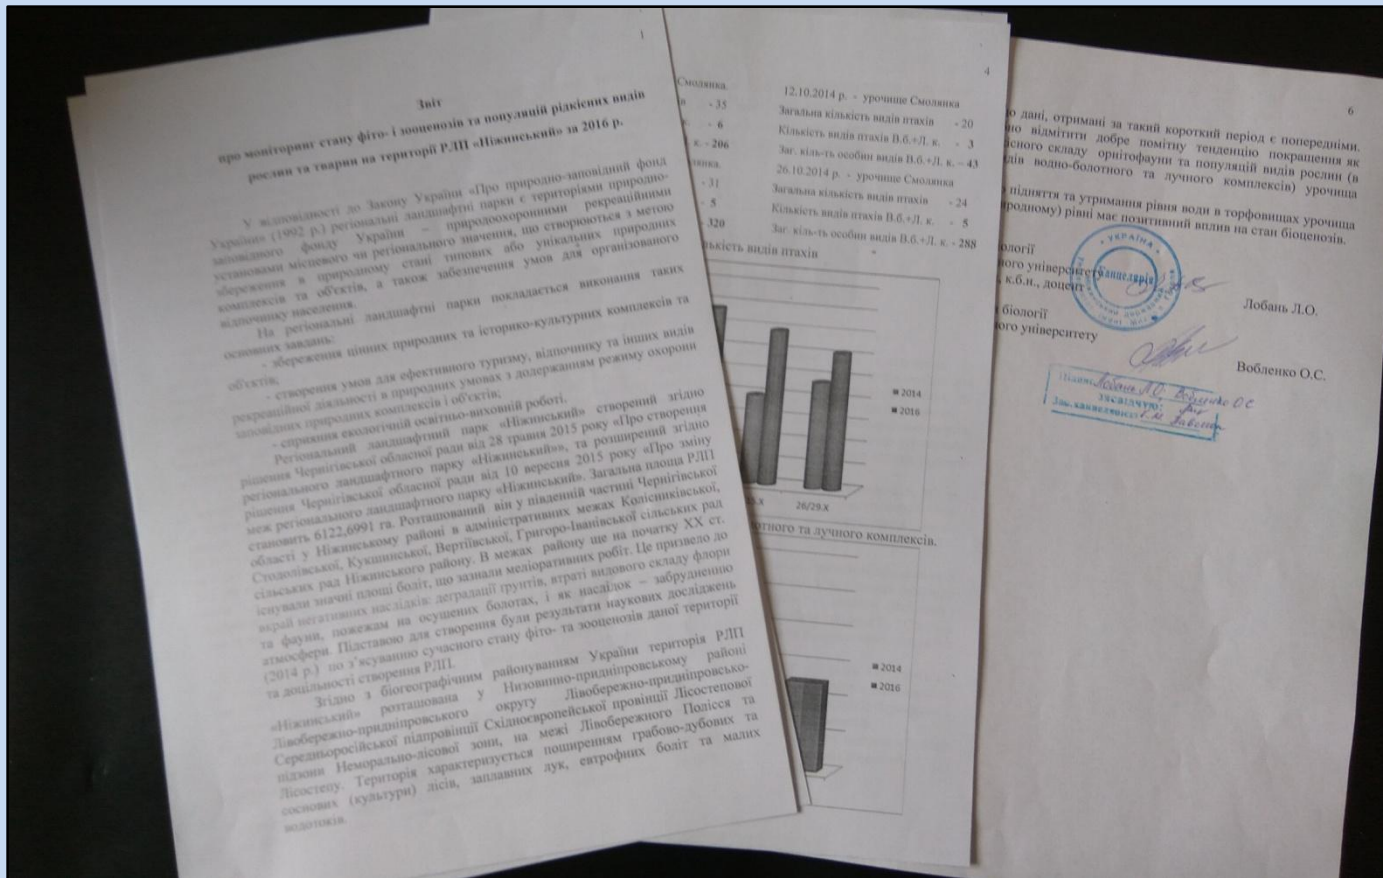 1
Звіт
про моніторинг стану фіто- і зооценозів та популяцій рідкісних видів
рослин та тварин на території РЛП «Ніжинський» за 2016 р.
У відповідності до Закону України «Про природно-заповідний фонд
України» (1992 р.) регіональні ландшафтні парки є територіями природно-
заповідного фонду України – природоохоронними рекреаційними
установами місцевого чи регіонального значення, що створюються з метою
збереження в природному стані типових або унікальних природних
комплексів та об'єктів, а також забезпечення умов для організованого
відпочинку населення.
На регіональні ландшафтні парки покладається виконання таких
основних завдань:
- збереження цінних природних та історико-культурних комплексів та
об'єктів;
- створення умов для ефективного туризму, відпочинку та інших видів
рекреаційної діяльності в природних умовах з додержанням режиму охорони
заповідних природних комплексів і об'єктів;
- сприяння екологічній освітньо-виховній роботі.
Регіональний ландшафтний парк «Ніжинський» створений згідно
рішення Чернігівської обласної ради від 28 травня 2015 року «Про створення
регіонального ландшафтного парку «Ніжинський»», та розширений згідно
рішення Чернігівської обласної ради від 10 вересня 2015 року «Про зміну
меж регіонального ландшафтного парку «Ніжинський». Загальна площа РЛП
становить 6122,6991 га. Розташований він у південній частині Чернігівської
області у Ніжинському районі в адміністративних межах Колісниківської,
Стодолівської, Кукшинської, Вертіївської, Григоро-Іванівської сільських рад
сільських рад Ніжинського району. В межах району ще на початку ХХ ст.
існували значні площі боліт, що зазнали меліоративних робіт. Це призвело до
вкрай негативних наслідків: деградації ґрунтів, втраті видового складу флори
та фауни, пожежам на осушених болотах, і як наслідок – забрудненню
атмосфери. Підставою для створення були результати наукових досліджень
(2014 р.) по з'ясуванню сучасного стану фіто- та зооценозів даної території
та доцільності створення РЛП.
Згідно з біогеографічним районуванням України територія РЛП
«Ніжинський» розташована у Низовинно-придніпровському районі
Лівобережно-придніпровського округу Лівобережно-придніпровсько-
Середньоросійської підпровінції Східноєвропейської провінції Лісостепової
підзони Неморально-лісової зони, на межі Лівобережного Полісся та
Лісостепу. Територія характеризується поширенням грабово-дубових та
соснових (культури) лісів, заплавних лук, евтрофних боліт та малих
водотоків.
4
Смолянка.
- 35
- 6
к. - 206
- 31
- 5
- 320
12.10.2014 р. - урочище Смолянка
Загальна кількість видів птахів - 20
Кількість видів птахів В.б.+Л. к. - 3
Заг. кіль-ть особин видів В.б.+Л. к. - 43
26.10.2014 р. - урочище Смолянка
Загальна кількість видів птахів - 24
Кількість видів птахів В.б.+Л. к. - 5
Заг. кіль-ть особин видів В.б.+Л. к. - 288
кількість видів птахів
2014
2016
26/29.X
та лучного комплексів.
2014
2016
6
дані, отримані за такий короткий період є попередніми.
відмітити добре помітну тенденцію покращення як
складу орнітофауни та популяцій видів рослин (в
водно-болотного та лучного комплексів) урочища
підняття та утримання рівня води в торфовищах урочища
рівні має позитивний вплив на стан біоценозів.
університету
к.б.н., доцент
Лобань Л.О.
біології
університету
Вобленко О.С.
УКРАЇНА
Канцелярія
Лобань Л.О. Вобленко О.С.
засвідчую:
Зав. канцелярією